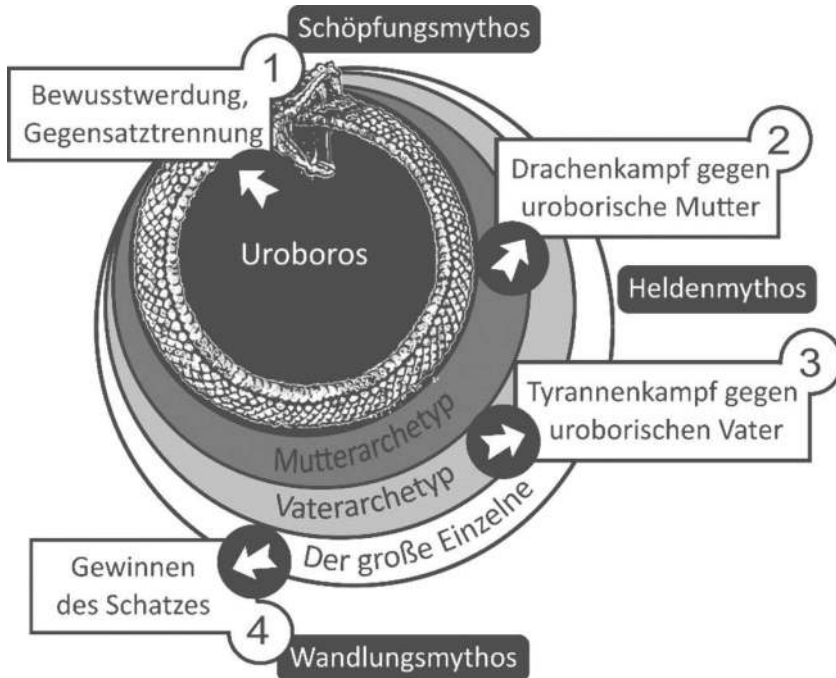 Schöpfungsmythos
1
Bewusstwerdung,
Gegensatztrennung
2
Drachenkampf gegen
uroborische Mutter
Uroboros
Heldenmythos
3
Tyrannenkampf gegen
uroborischen Vater
Mutterarchetyp
Vaterarchetyp
Der große Einzelne
Gewinnen
des Schatzes
4
Wandlungsmythos